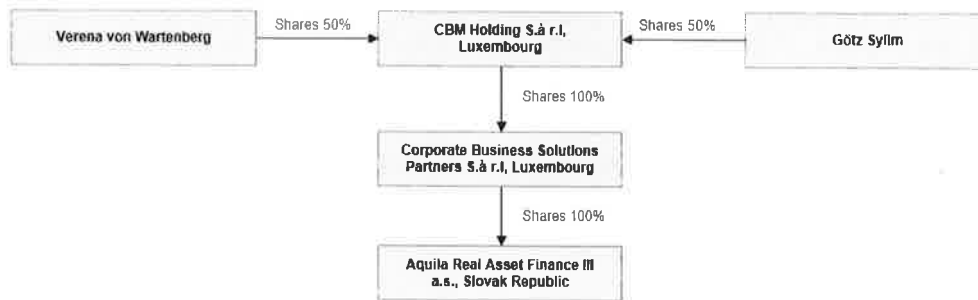 Verena von Wartenberg
Shares 50%
CBM Holding S.à r.l,
Luxembourg
Shares 50%
Götz Syllm
Shares 100%
Corporate Business Solutions
Partners S.à r.l, Luxembourg
Shares 100%
Aquila Real Asset Finance III
a.s., Slovak Republic